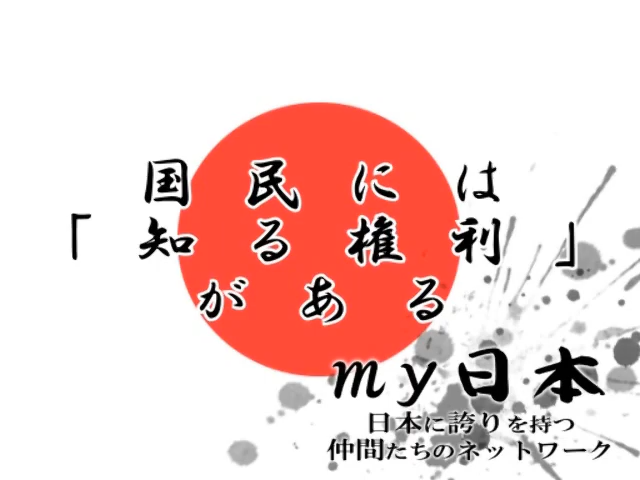 国民には
「知る権利」
がある
my日本
日本に誇りを持つ
仲間たちのネットワーク